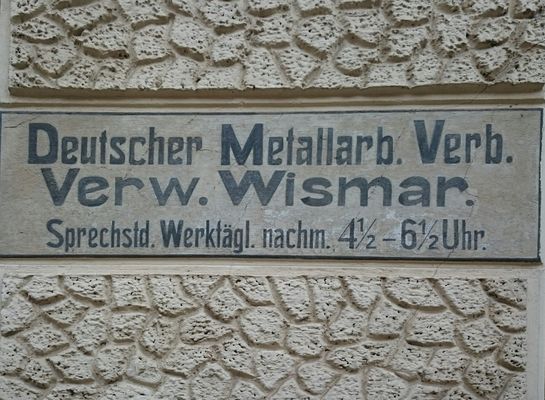 Deutscher Metallarb. Verb.
Verw. Wismar.
Sprechstd. Werktägl. nachm. 4½-6½ Uhr.